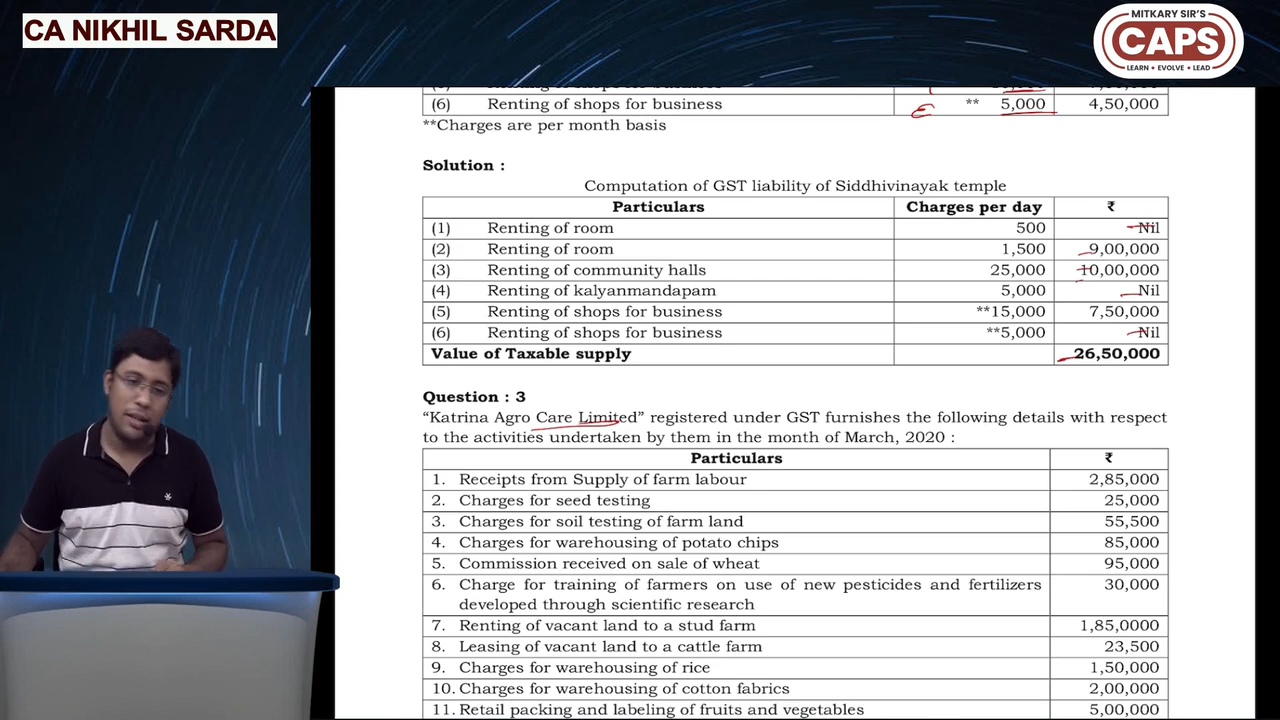 CA NIKHIL SARDA
MITKARY SIR'S
CAPS
LEARN • EVOLVE • LEAD
(6) Renting of shops for business ** 5,000 4,50,000
**Charges are per month basis
Solution :
Computation of GST liability of Siddhivinayak temple
Particulars Charges per day ₹
(1) Renting of room 500 Nil
(2) Renting of room 1,500 9,00,000
(3) Renting of community halls 25,000 10,00,000
(4) Renting of kalyanmandapam 5,000 Nil
(5) Renting of shops for business **15,000 7,50,000
(6) Renting of shops for business **5,000 Nil
Value of Taxable supply 26,50,000
Question : 3
“Katrina Agro Care Limited” registered under GST furnishes the following details with respect
to the activities undertaken by them in the month of March, 2020 :
Particulars ₹
1. Receipts from Supply of farm labour 2,85,000
2. Charges for seed testing 25,000
3. Charges for soil testing of farm land 55,500
4. Charges for warehousing of potato chips 85,000
5. Commission received on sale of wheat 95,000
6. Charge for training of farmers on use of new pesticides and fertilizers 30,000
developed through scientific research
7. Renting of vacant land to a stud farm 1,85,0000
8. Leasing of vacant land to a cattle farm 23,500
9. Charges for warehousing of rice 1,50,000
10. Charges for warehousing of cotton fabrics 2,00,000
11. Retail packing and labeling of fruits and vegetables 5,00,000